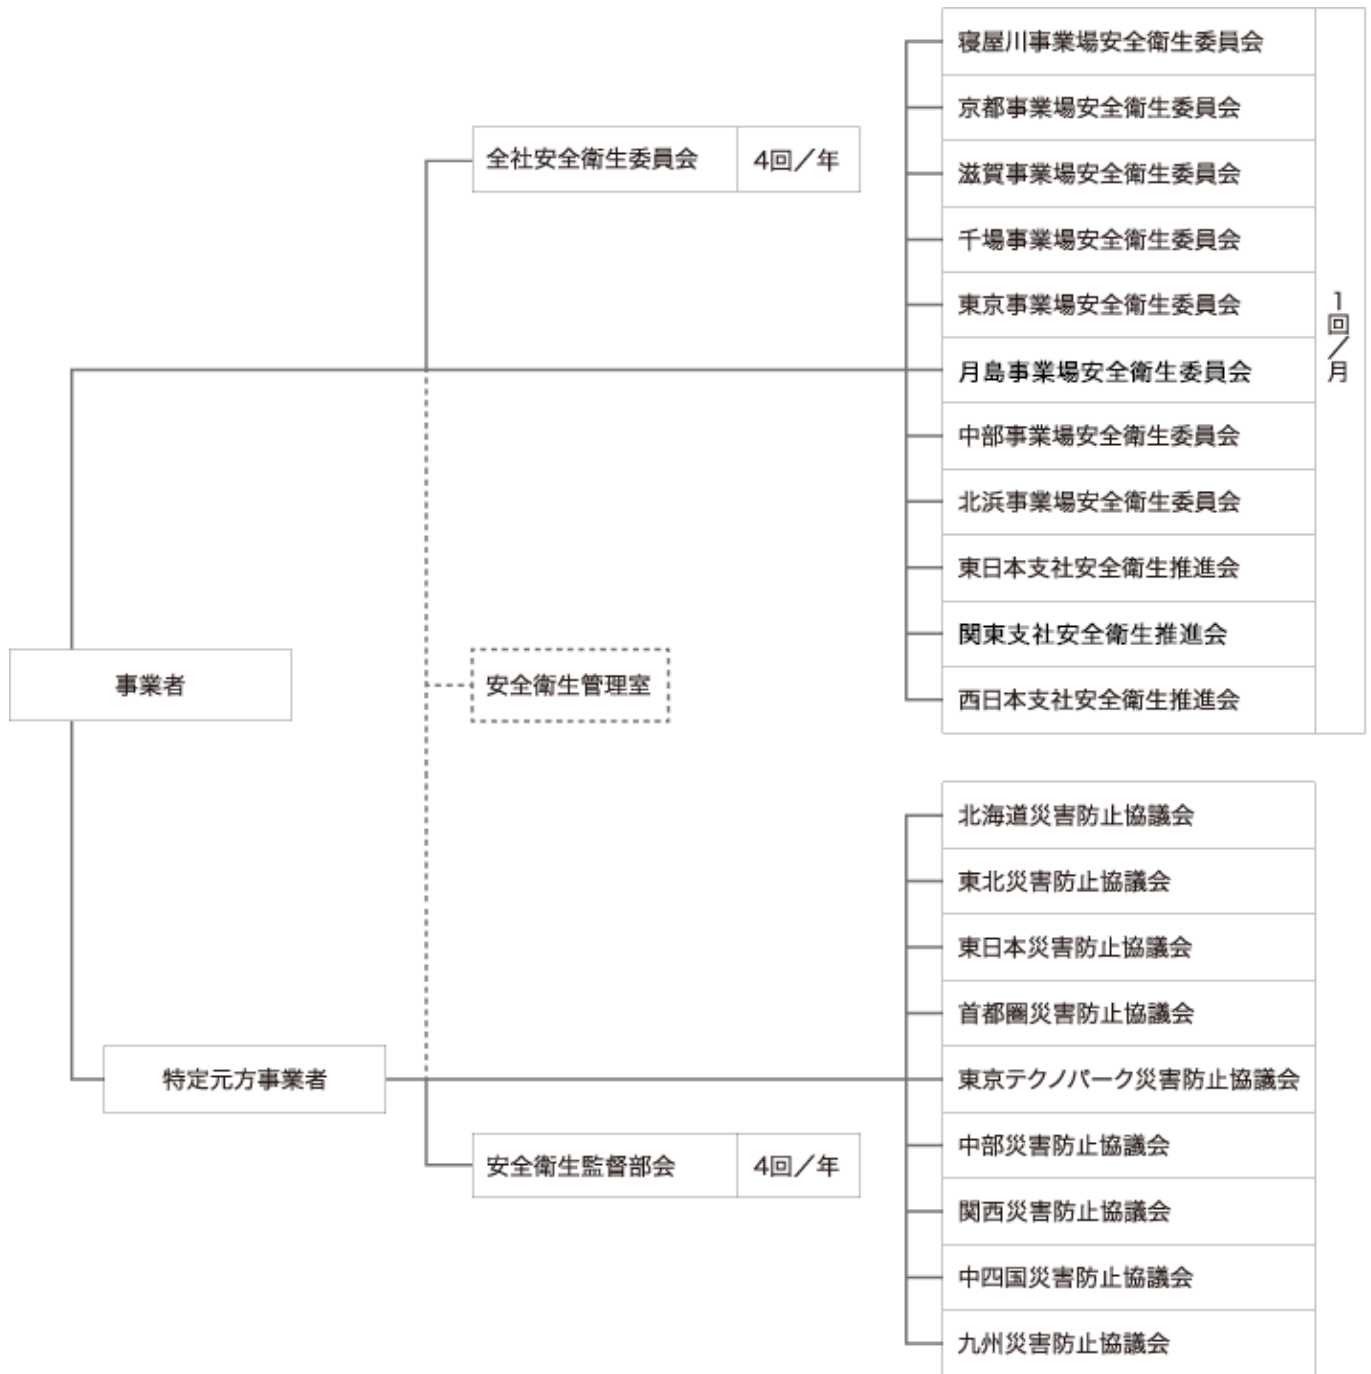 事業者
特定元方事業者
全社安全衛生委員会
4回／年
安全衛生管理室
安全衛生監督部会
4回／年
寝屋川事業場安全衛生委員会
京都事業場安全衛生委員会
滋賀事業場安全衛生委員会
千場事業場安全衛生委員会
東京事業場安全衛生委員会
月島事業場安全衛生委員会
中部事業場安全衛生委員会
北浜事業場安全衛生委員会
東日本支社安全衛生推進会
関東支社安全衛生推進会
西日本支社安全衛生推進会
1回／月
北海道災害防止協議会
東北災害防止協議会
東日本災害防止協議会
首都圏災害防止協議会
東京テクノパーク災害防止協議会
中部災害防止協議会
関西災害防止協議会
中四国災害防止協議会
九州災害防止協議会